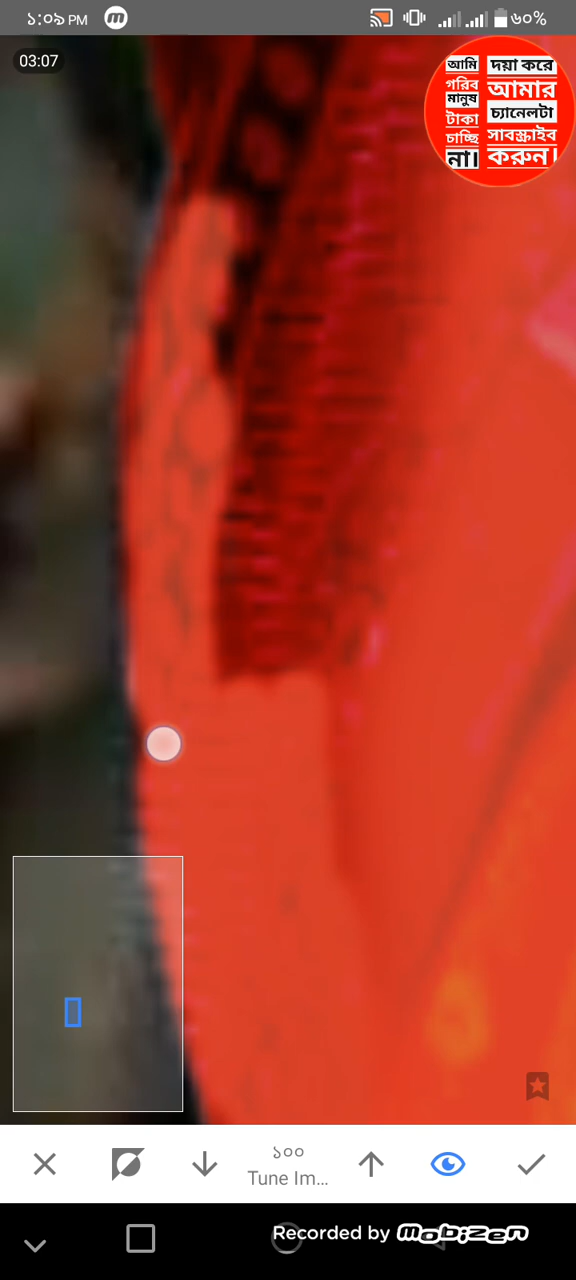 ১:০৯ PM
৬০%
03:07
আমি
গরিব
মানুষ
টাকা
চাচ্ছি
না।
দয়া করে
আমার
চ্যানেলটা
সাবস্ক্রাইব
করুন।
১০০
Tune Im...
Recorded by mobizen